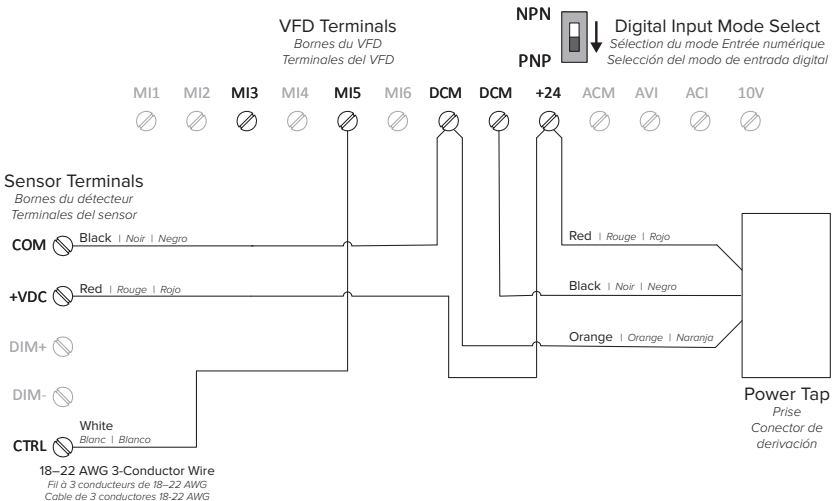 VFD Terminals
Bornes du VFD
Terminales del VFD
NPN
PNP
Digital Input Mode Select
Sélection du mode Entrée numérique
Selección del modo de entrada digital
MI1 MI2 MI3 MI4 MI5 MI6 DCM DCM +24 ACM AVI ACI 10V
Sensor Terminals
Bornes du détecteur
Terminales del sensor
COM
Black | Noir | Negro
Red | Rouge | Rojo
+VDC
Red | Rouge | Rojo
Black | Noir | Negro
DIM+
Orange | Orange | Naranja
DIM-
Power Tap
Prise
Conector de
derivación
CTRL
White
Blanc | Blanco
18–22 AWG 3-Conductor Wire
Fil à 3 conducteurs de 18–22 AWG
Cable de 3 conductores 18-22 AWG